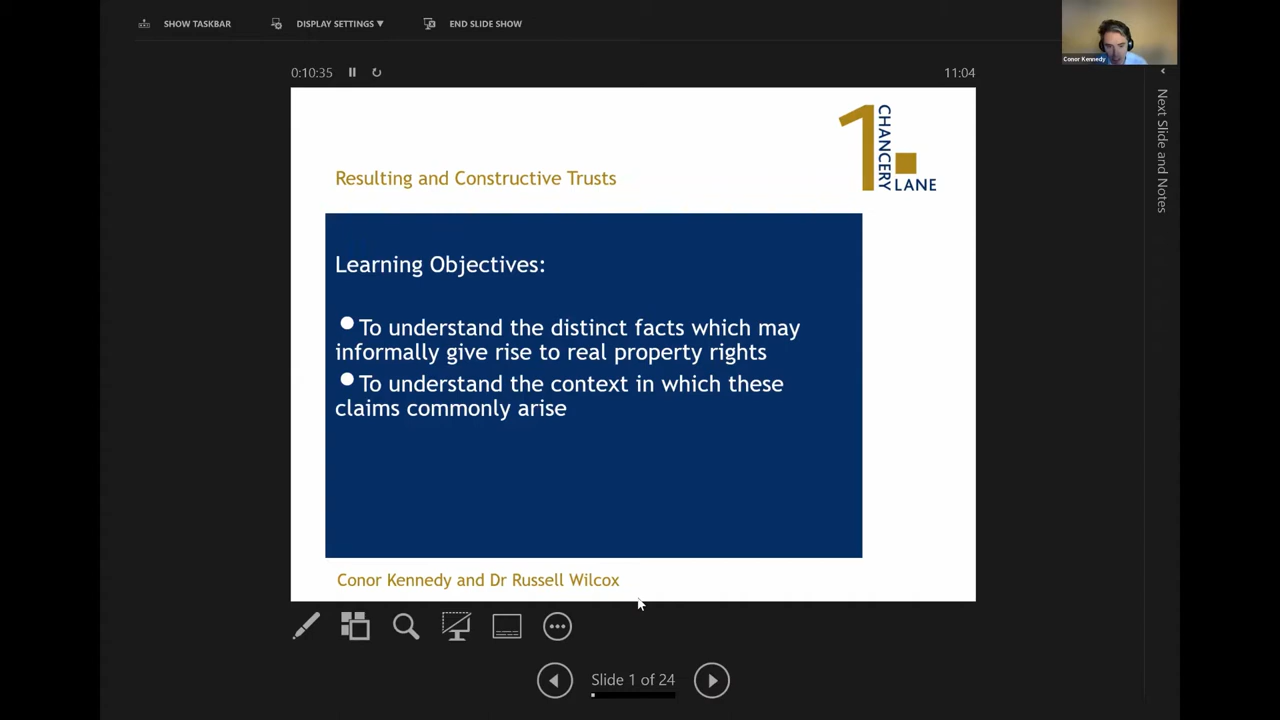 SHOW TASKBAR
DISPLAY SETTINGS ▼
END SLIDE SHOW
Conor Kennedy
0:10:35
11:04
Next Slide and Notes
1 CHANCERY LANE
Resulting and Constructive Trusts
Learning Objectives:
● To understand the distinct facts which may
informally give rise to real property rights
● To understand the context in which these
claims commonly arise
Conor Kennedy and Dr Russell Wilcox
Slide 1 of 24